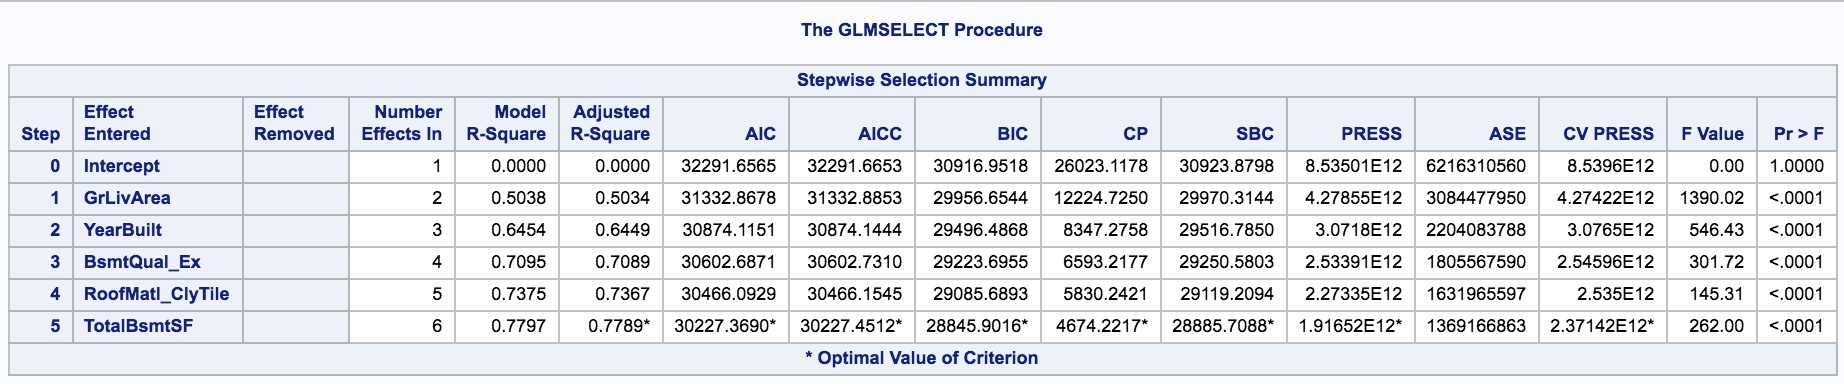 The GLMSELECT Procedure
Stepwise Selection Summary
Step Effect Entered Effect Removed Number Effects In Model R-Square Adjusted R-Square AIC AICC BIC CP SBC PRESS ASE CV PRESS F Value Pr > F
0 Intercept 1 0.0000 0.0000 32291.6565 32291.6653 30916.9518 26023.1178 30923.8798 8.53501E12 6216310560 8.5396E12 0.00 1.0000
1 GrLivArea 2 0.5038 0.5034 31332.8678 31332.8853 29956.6544 12224.7250 29970.3144 4.27855E12 3084477950 4.27422E12 1390.02 <.0001
2 YearBuilt 3 0.6454 0.6449 30874.1151 30874.1444 29496.4868 8347.2758 29516.7850 3.0718E12 2204083788 3.0765E12 546.43 <.0001
3 BsmtQual_Ex 4 0.7095 0.7089 30602.6871 30602.7310 29223.6955 6593.2177 29250.5803 2.53391E12 1805567590 2.54596E12 301.72 <.0001
4 RoofMatl_ClyTile 5 0.7375 0.7367 30466.0929 30466.1545 29085.6893 5830.2421 29119.2094 2.27335E12 1631965597 2.535E12 145.31 <.0001
5 TotalBsmtSF 6 0.7797 0.7789* 30227.3690* 30227.4512* 28845.9016* 4674.2217* 28885.7088* 1.91652E12* 1369166863 2.37142E12* 262.00 <.0001
* Optimal Value of Criterion